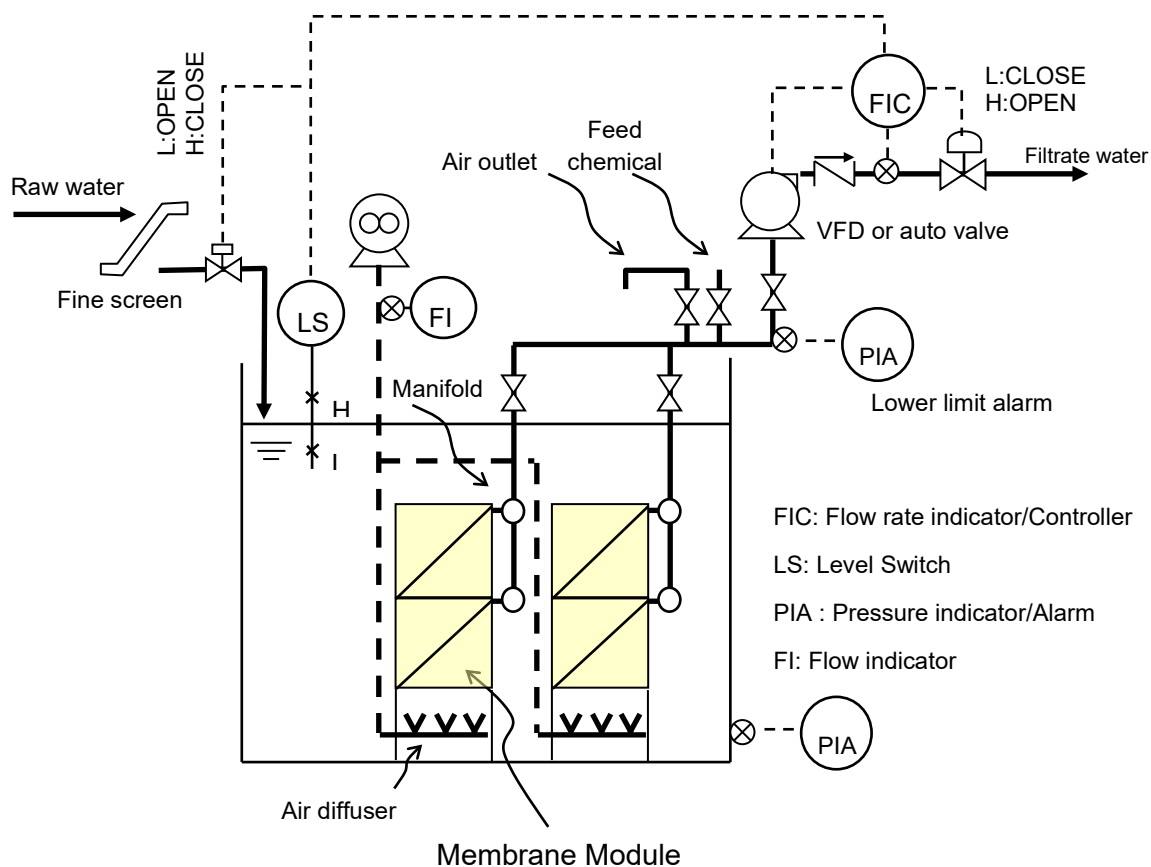 L:OPEN
H:CLOSE
FIC
L:CLOSE
H:OPEN
Feed
chemical
Air outlet
Filtrate water
Raw water
VFD or auto valve
Fine screen
LS
FI
PIA
Manifold
Lower limit alarm
H
I
FIC: Flow rate indicator/Controller
LS: Level Switch
PIA : Pressure indicator/Alarm
FI: Flow indicator
PIA
Air diffuser
Membrane Module